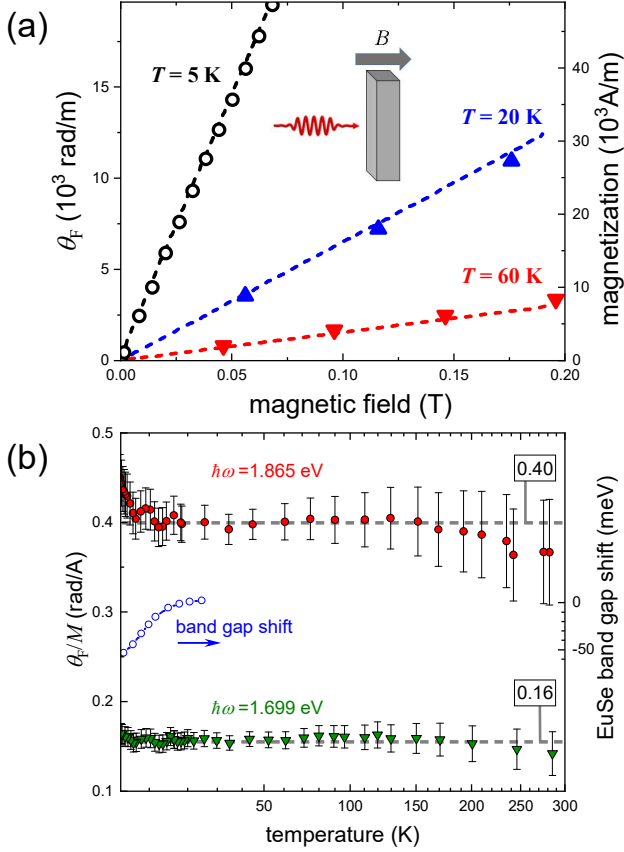 (a)
B
T = 5 K
T = 20 K
T = 60 K
θF (10³ rad/m)
15
10
5
0
magnetization (10³A/m)
40
30
20
10
0
0.00 0.05 0.10 0.15 0.20
magnetic field (T)
(b)
0.5
0.4
0.3
0.2
0.1
θF/M (rad/A)
ħω=1.865 eV
0.40
band gap shift
0
-50
EuSe band gap shift (meV)
ħω=1.699 eV
0.16
50 100 150 200 250 300
temperature (K)